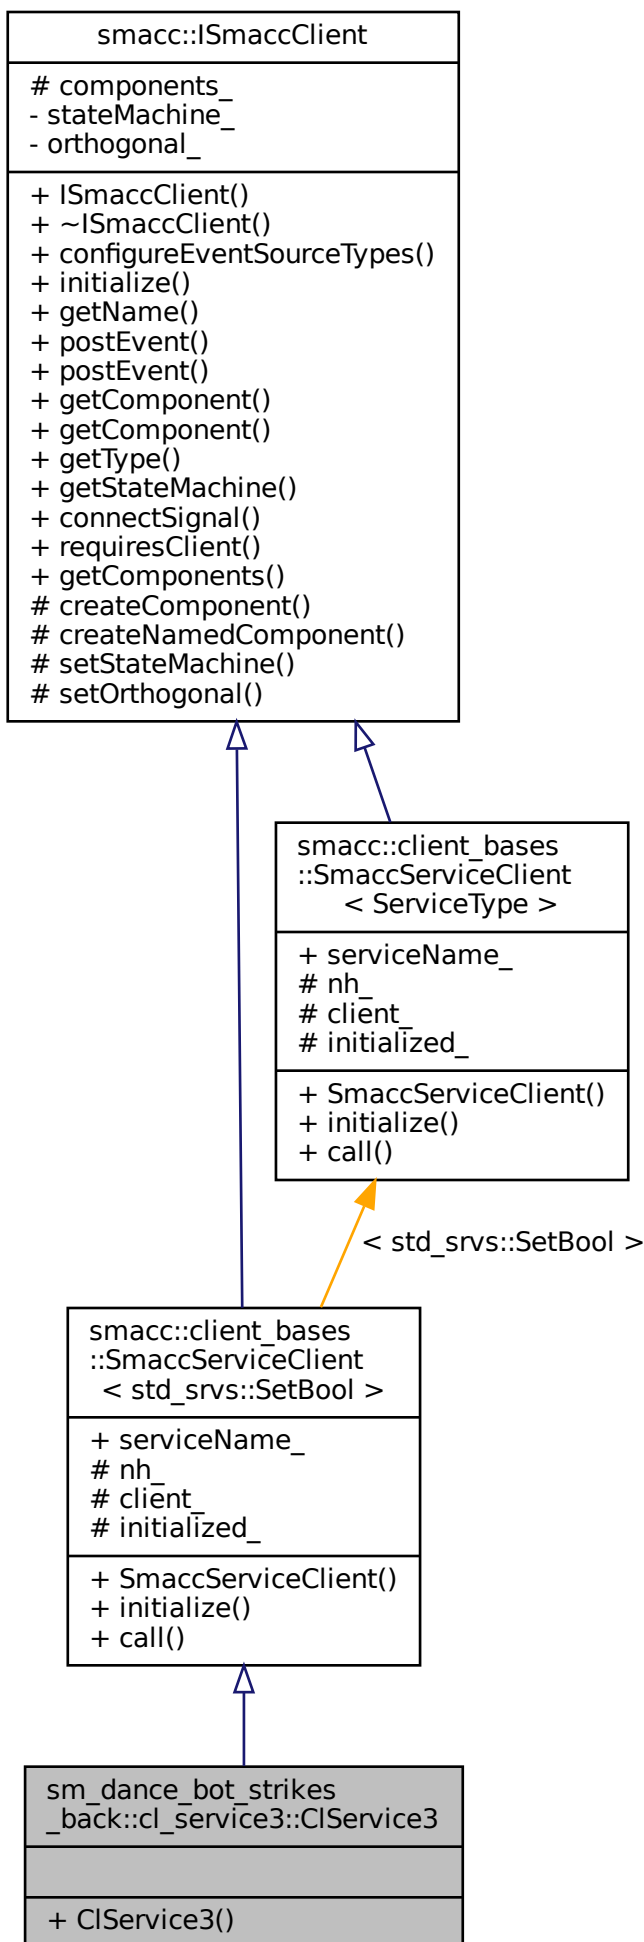 smacc::ISmaccClient
# components_
- stateMachine_
- orthogonal_
+ ISmaccClient()
+ ~ISmaccClient()
+ configureEventSourceTypes()
+ initialize()
+ getName()
+ postEvent()
+ postEvent()
+ getComponent()
+ getComponent()
+ getType()
+ getStateMachine()
+ connectSignal()
+ requiresClient()
+ getComponents()
# createComponent()
# createNamedComponent()
# setStateMachine()
# setOrthogonal()
smacc::client_bases
::SmaccServiceClient
< ServiceType >
+ serviceName_
# nh_
# client_
# initialized_
+ SmaccServiceClient()
+ initialize()
+ call()
< std_srvs::SetBool >
smacc::client_bases
::SmaccServiceClient
< std_srvs::SetBool >
+ serviceName_
# nh_
# client_
# initialized_
+ SmaccServiceClient()
+ initialize()
+ call()
sm_dance_bot_strikes
_back::cl_service3::ClService3
+ ClService3()